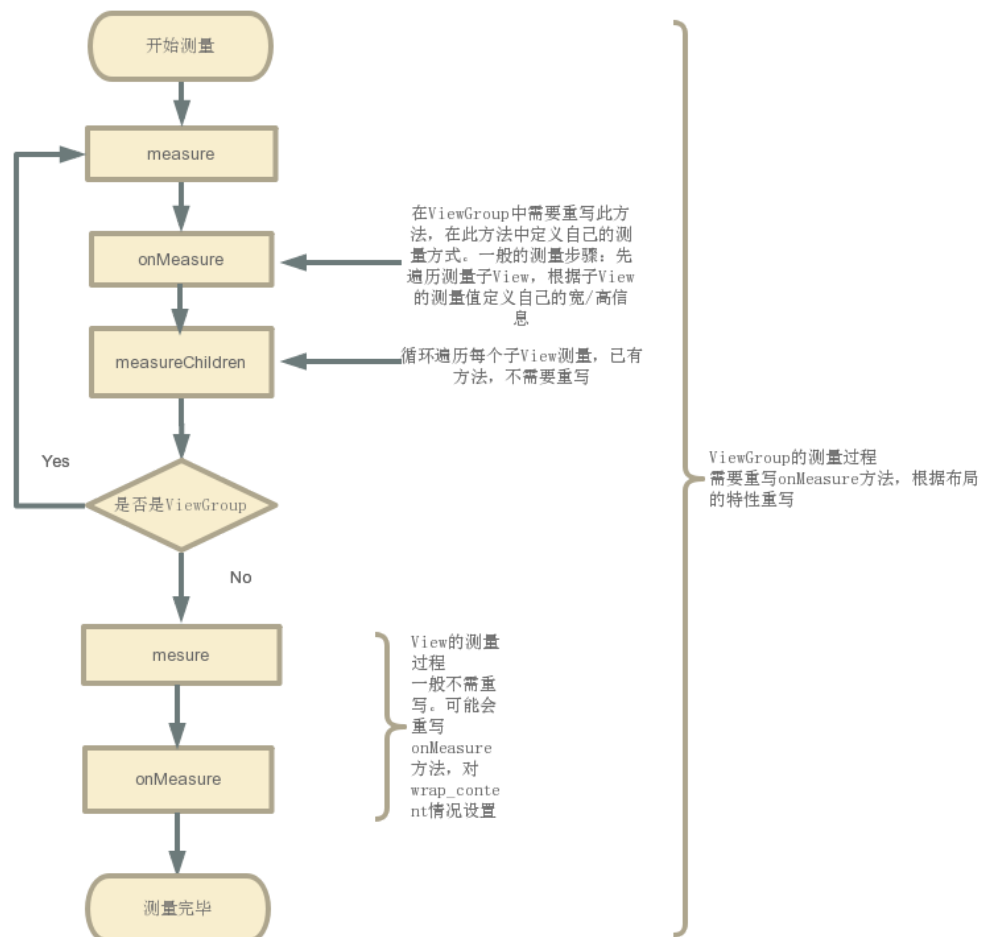 开始测量
measure
onMeasure
在ViewGroup中需要重写此方
法，在此方法中定义自己的测
量方式。一般的测量步骤：先
遍历测量子View，根据子View
的测量值定义自己的宽/高信
息
measureChildren
循环遍历每个子View测量，已有
方法，不需要重写
Yes
是否是ViewGroup
No
ViewGroup的测量过程
需要重写onMeasure方法，根据布局
的特性重写
mesure
onMeasure
View的测量
过程
一般不需重
写。可能会
重写
onMeasure
方法，对
wrap_conte
nt情况设置
测量完毕